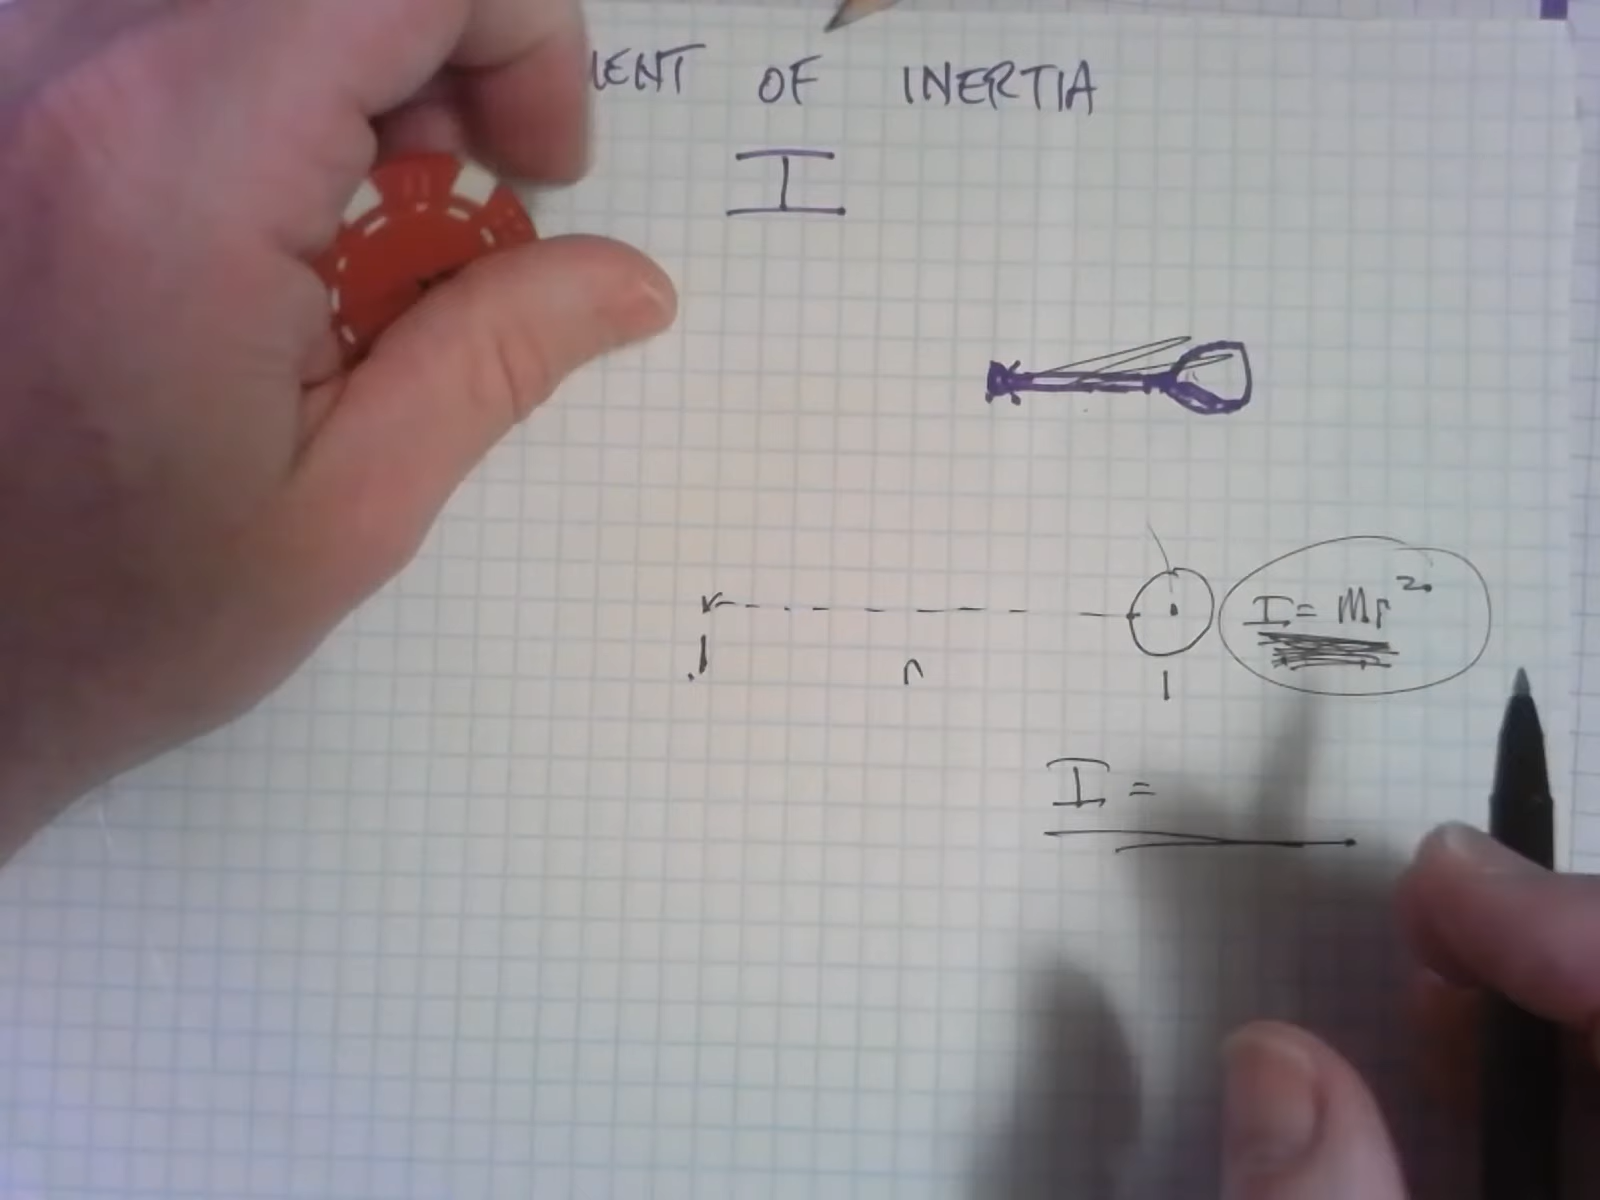 MENT OF INERTIA
I
I = Mr²
r
I =